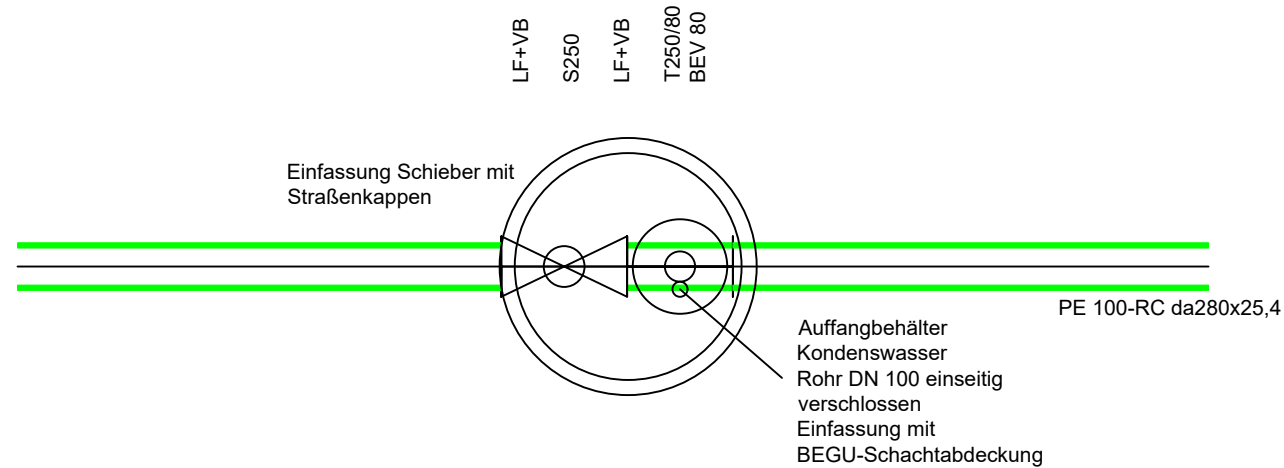 LF+VB
S250
LF+VB
T250/80
BEV 80
Einfassung Schieber mit
Straßenkappen
PE 100-RC da280x25,4
Auffangbehälter
Kondenswasser
Rohr DN 100 einseitig
verschlossen
Einfassung mit
BEGU-Schachtabdeckung